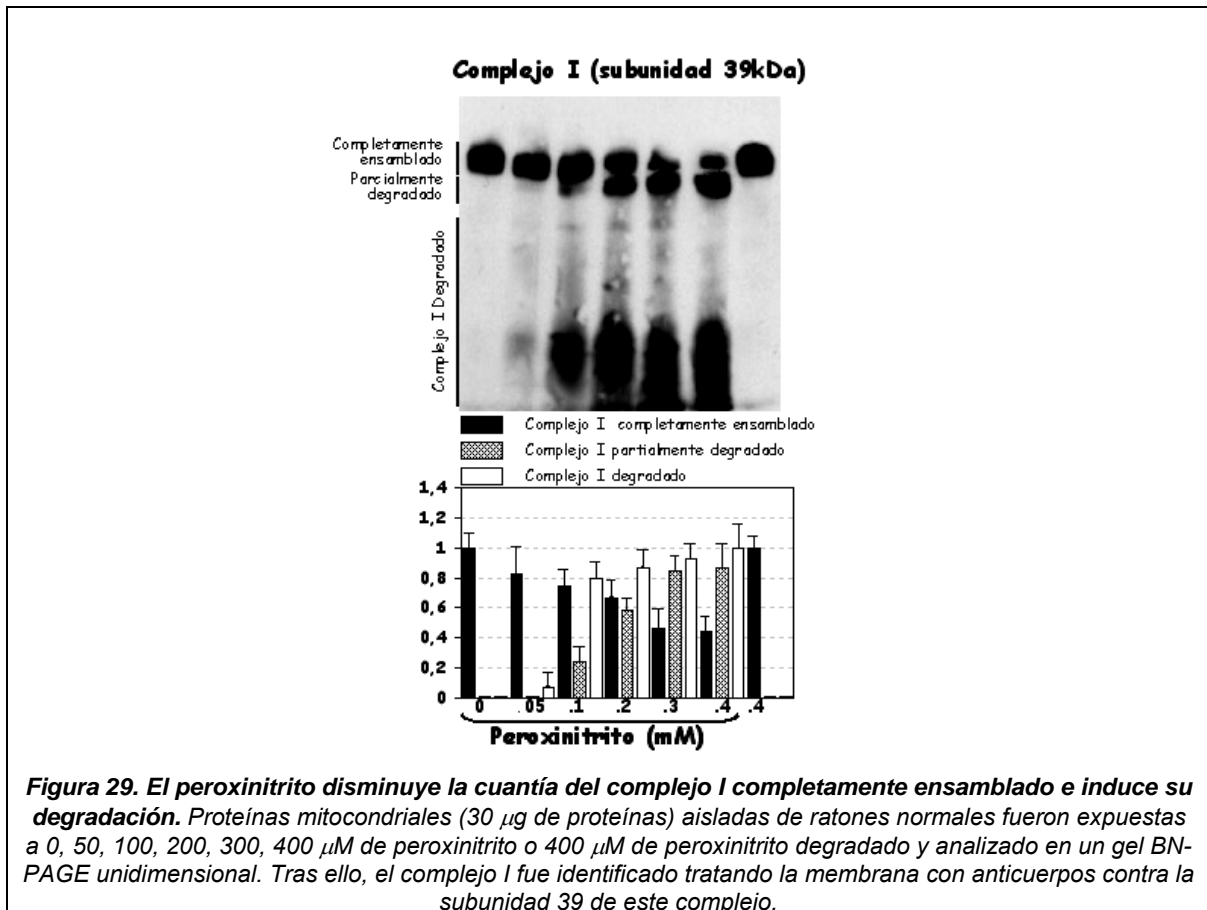 Complejo I (subunidad 39kDa)
Completamente
ensamblado
Parcialmente
degradado
Complejo I Degradado
Complejo I completamente ensamblado
Complejo I partialmente degradado
Complejo I degradado
1,4
1,2
1
0,8
0,6
0,4
0,2
0
0 .05 .1 .2 .3 .4 .4
Peroxinitrito (mM)
Figura 29. El peroxinitrito disminuye la cuantía del complejo I completamente ensamblado e induce su
degradación. Proteínas mitocondriales (30 μg de proteínas) aisladas de ratones normales fueron expuestas
a 0, 50, 100, 200, 300, 400 μM de peroxinitrito o 400 μM de peroxinitrito degradado y analizado en un gel BN-
PAGE unidimensional. Tras ello, el complejo I fue identificado tratando la membrana con anticuerpos contra la
subunidad 39 de este complejo.